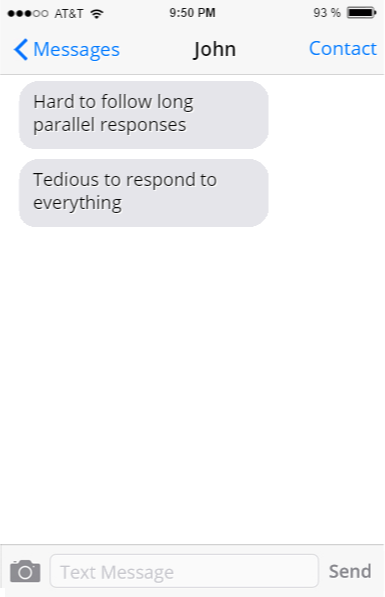 AT&T 9:50 PM 93 %
Messages John Contact
Hard to follow long
parallel responses
Tedious to respond to
everything
Text Message Send